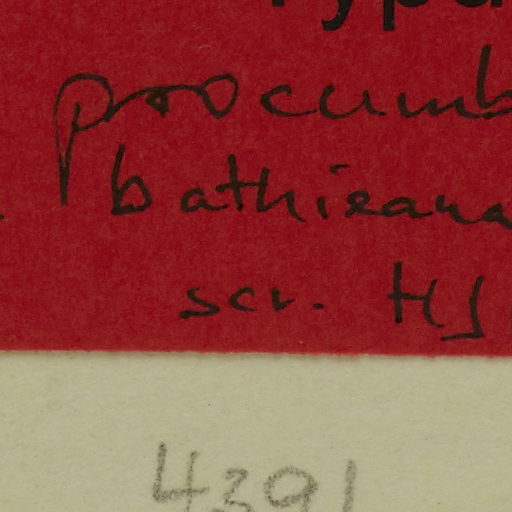 procumb
bathieana
scr. HJ
4391